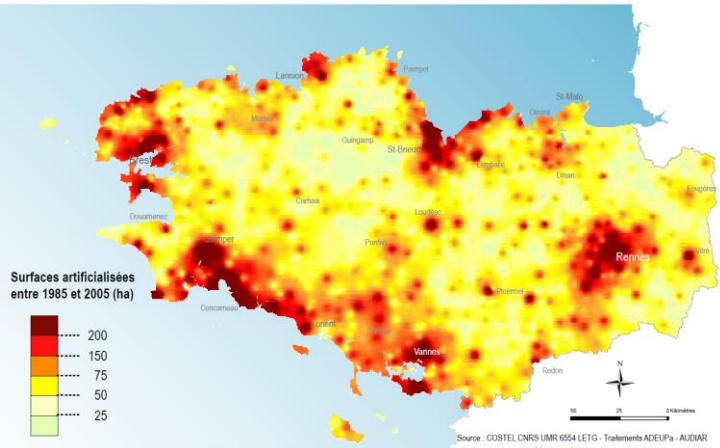 Lannion
Paimpol
St-Malo
Dinard
Morlaix
Guingamp
St-Brieuc
Lamballe
Brest
Dinan
Fougères
Carhaix
Douarnenez
Loudéac
Quimper
Pontivy
Rennes
Vitré
Surfaces artificialisées
entre 1985 et 2005 (ha)
Ploërmel
Concarneau
Lorient
200
150
75
50
25
Vannes
Redon
N
50 25 0 Kilomètres
Source : COSTEL CNRS UMR 6554 LETG - Traitements ADEUPa - AUDIAR